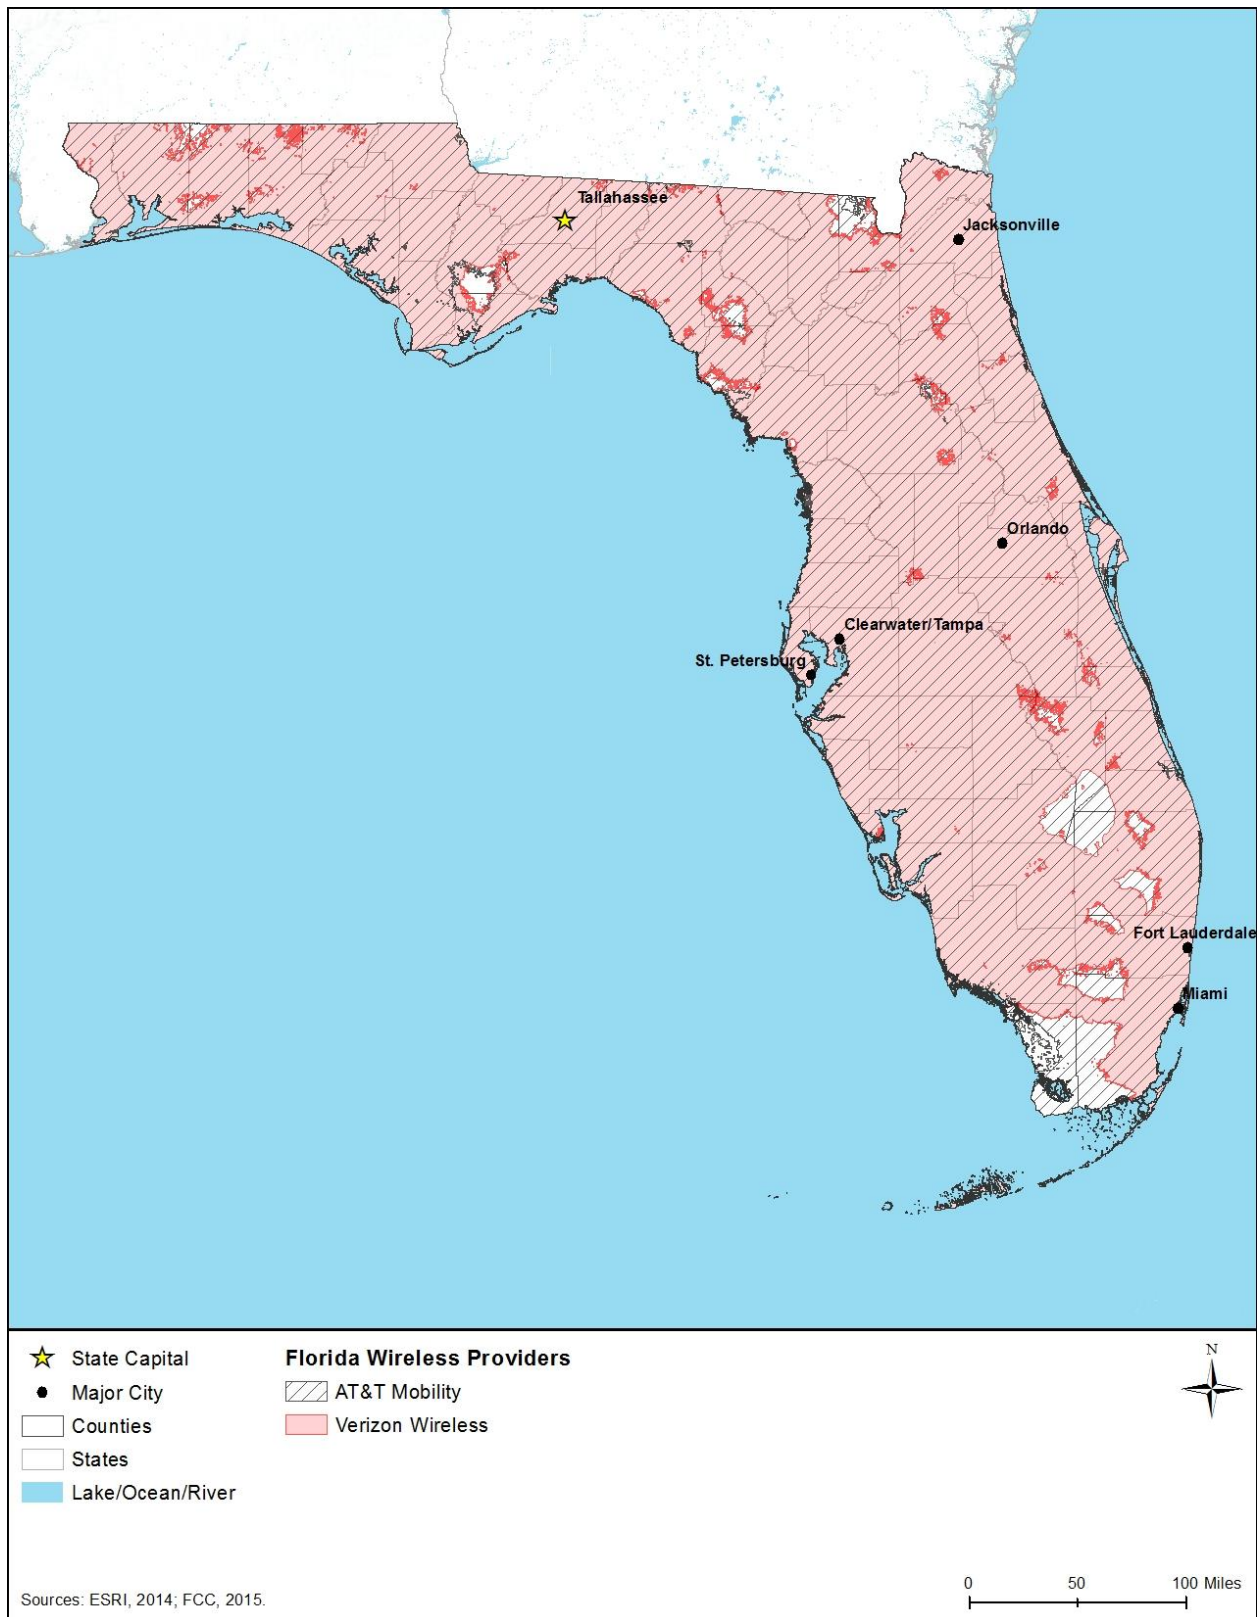 Tallahassee
Jacksonville
Orlando
Clearwater/Tampa
St. Petersburg
Fort Lauderdale
Miami
State Capital
Major City
Counties
States
Lake/Ocean/River
Florida Wireless Providers
AT&T Mobility
Verizon Wireless
N
Sources: ESRI, 2014; FCC, 2015.
0 50 100 Miles